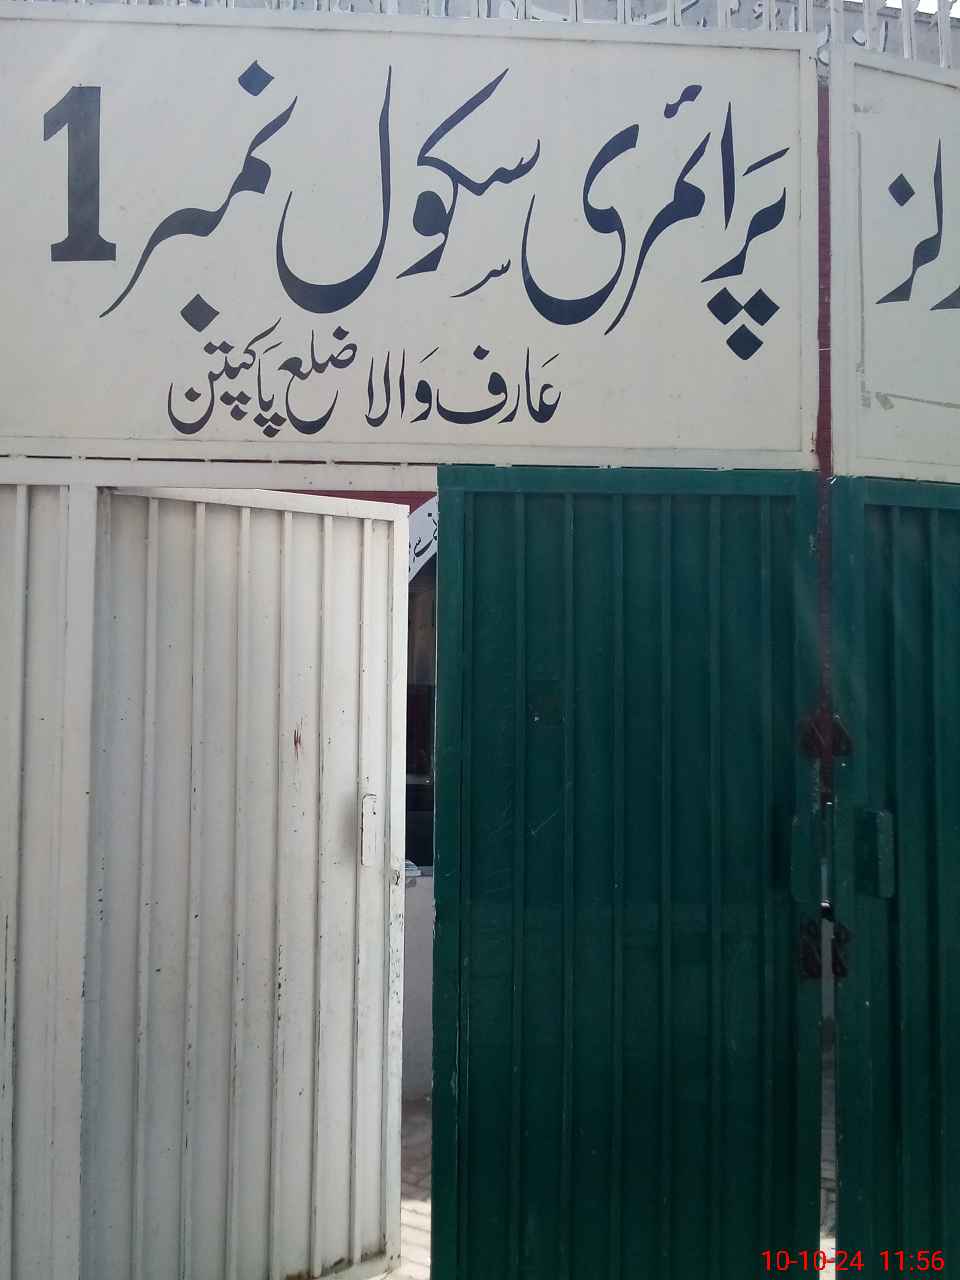 پرائمری سکول نمبر 1
عارف والا ضلع پاکپتن
10-10-24 11:56